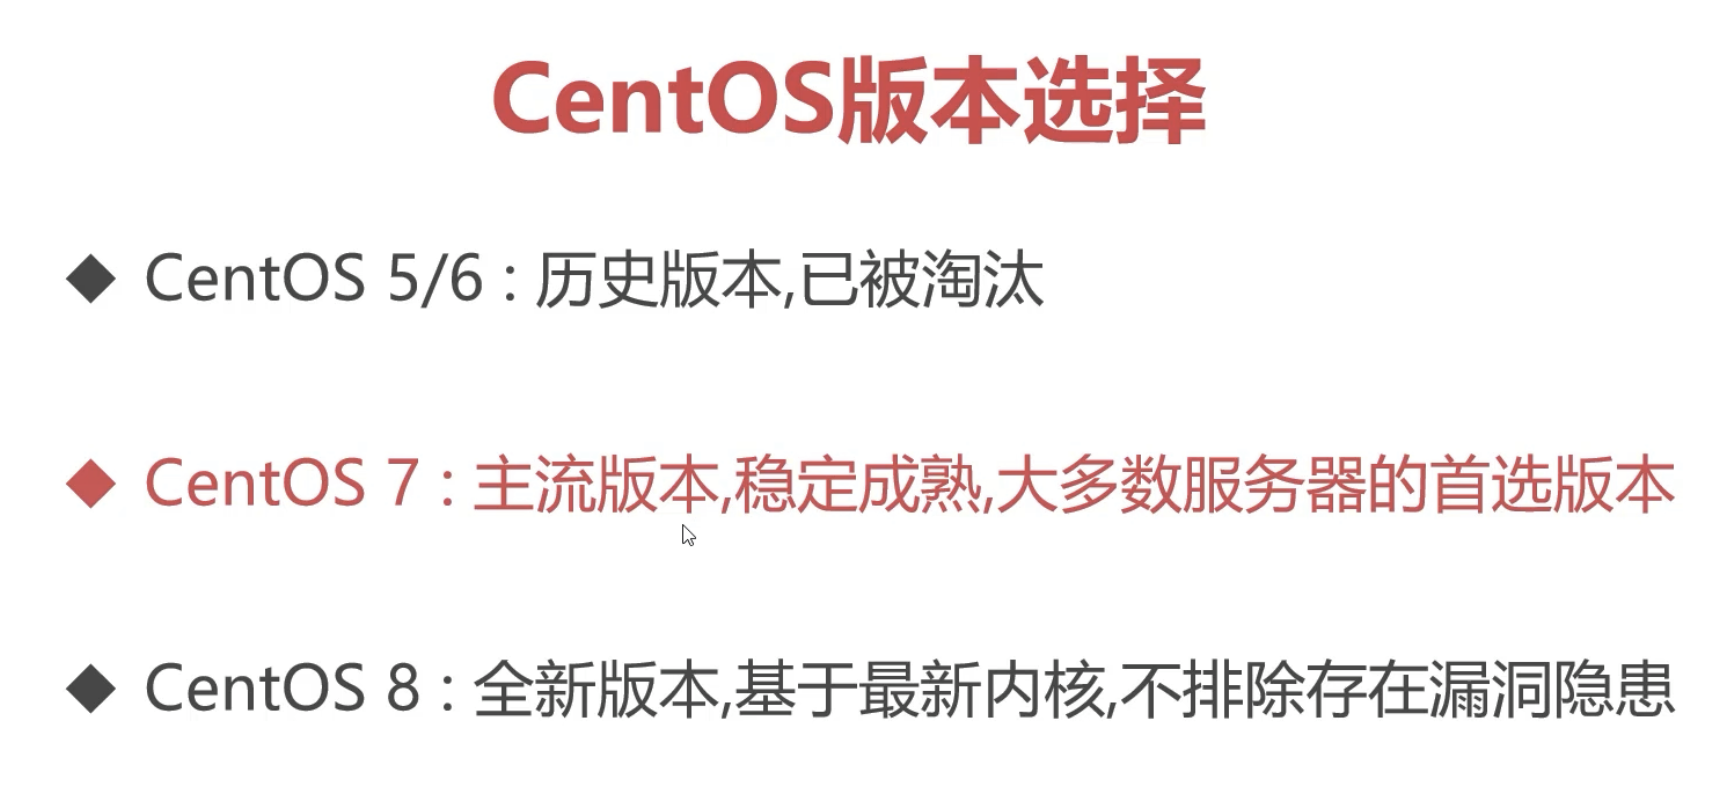 CentOS版本选择
CentOS 5/6 : 历史版本,已被淘汰
CentOS 7 : 主流版本,稳定成熟,大多数服务器的首选版本
CentOS 8 : 全新版本,基于最新内核,不排除存在漏洞隐患